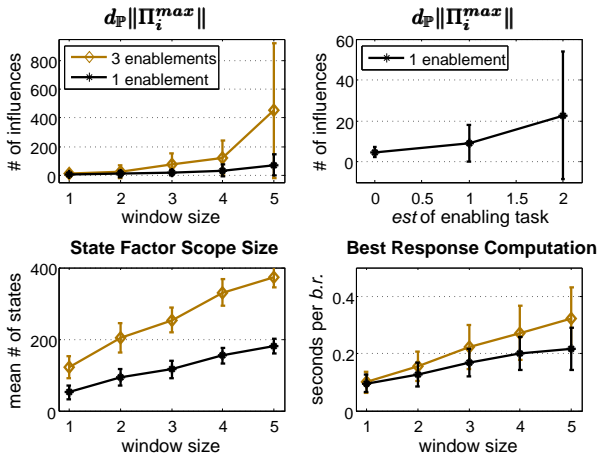 d_ℙ‖Π_i^max‖
# of influences
800
600
400
200
0
3 enablements
1 enablement
1 2 3 4 5
window size
d_ℙ‖Π_i^max‖
# of influences
60
40
20
0
1 enablement
0 0.5 1 1.5 2
est of enabling task
State Factor Scope Size
mean # of states
400
200
0
1 2 3 4 5
window size
Best Response Computation
seconds per b.r.
0.4
0.2
0
1 2 3 4 5
window size